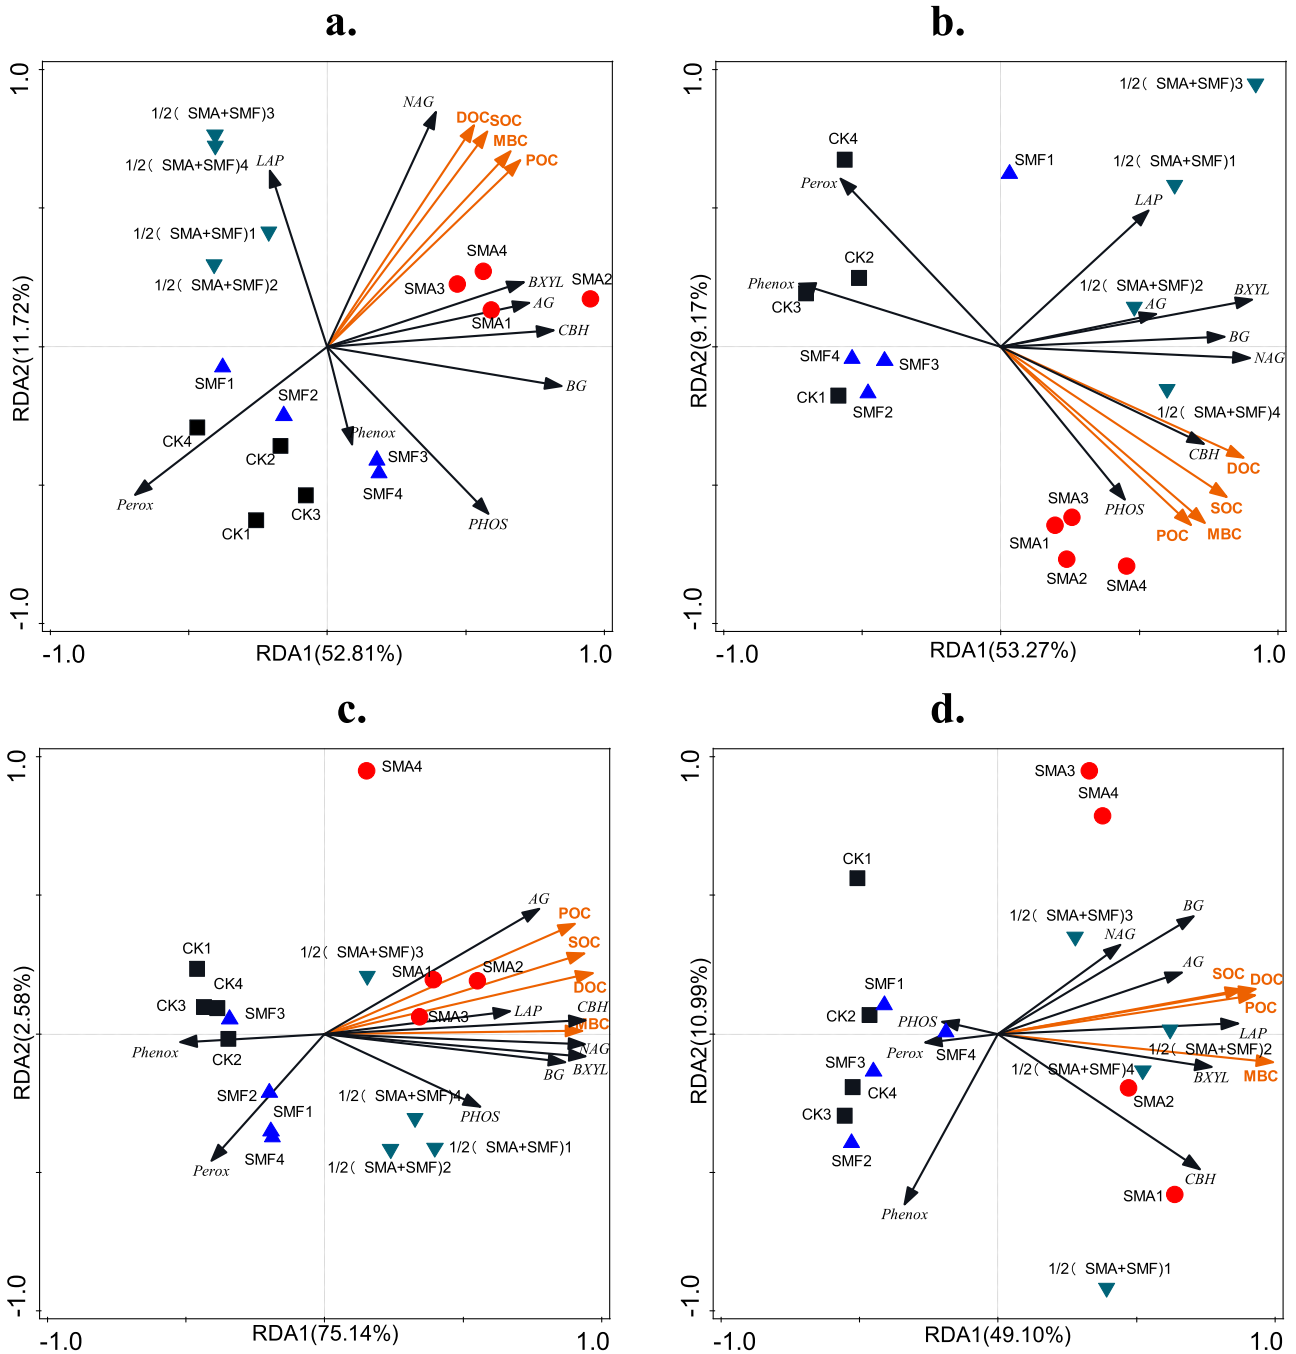 a.
1.0
RDA2(11.72%)
-1.0
-1.0
RDA1(52.81%)
1.0
1/2( SMA+SMF)3
1/2( SMA+SMF)4
LAP
NAG
DOC
SOC
MBC
POC
1/2( SMA+SMF)1
1/2( SMA+SMF)2
SMA4
SMA3
BXYL
SMA2
AG
SMA1
CBH
BG
SMF1
SMF2
CK4
Phenox
CK2
SMF3
SMF4
Perox
CK3
CK1
PHOS
b.
1.0
RDA2(9.17%)
-1.0
-1.0
RDA1(53.27%)
1.0
1/2( SMA+SMF)3
CK4
SMF1
1/2( SMA+SMF)1
Perox
LAP
CK2
Phenox
CK3
1/2( SMA+SMF)2
AG
BXYL
BG
NAG
SMF4
SMF3
CK1
SMF2
1/2( SMA+SMF)4
CBH
DOC
SMA3
PHOS
SOC
POC
MBC
SMA1
SMA2
SMA4
c.
1.0
RDA2(2.58%)
-1.0
-1.0
RDA1(75.14%)
1.0
SMA4
AG
POC
CK1
1/2( SMA+SMF)3
SOC
SMA1
SMA2
CK4
DOC
CK3
SMF3
SMA3
LAP
CBH
MBC
Phenox
CK2
NAG
BG
BXYL
SMF2
1/2( SMA+SMF)4
SMF1
PHOS
1/2( SMA+SMF)1
SMF4
Perox
1/2( SMA+SMF)2
d.
1.0
RDA2(10.99%)
-1.0
-1.0
RDA1(49.10%)
1.0
SMA3
SMA4
CK1
BG
1/2( SMA+SMF)3
NAG
AG
SOC
DOC
SMF1
POC
CK2
PHOS
LAP
Perox
SMF4
1/2( SMA+SMF)2
SMF3
1/2( SMA+SMF)4
BXYL
MBC
CK4
SMA2
CK3
SMF2
CBH
SMA1
Phenox
1/2( SMA+SMF)1